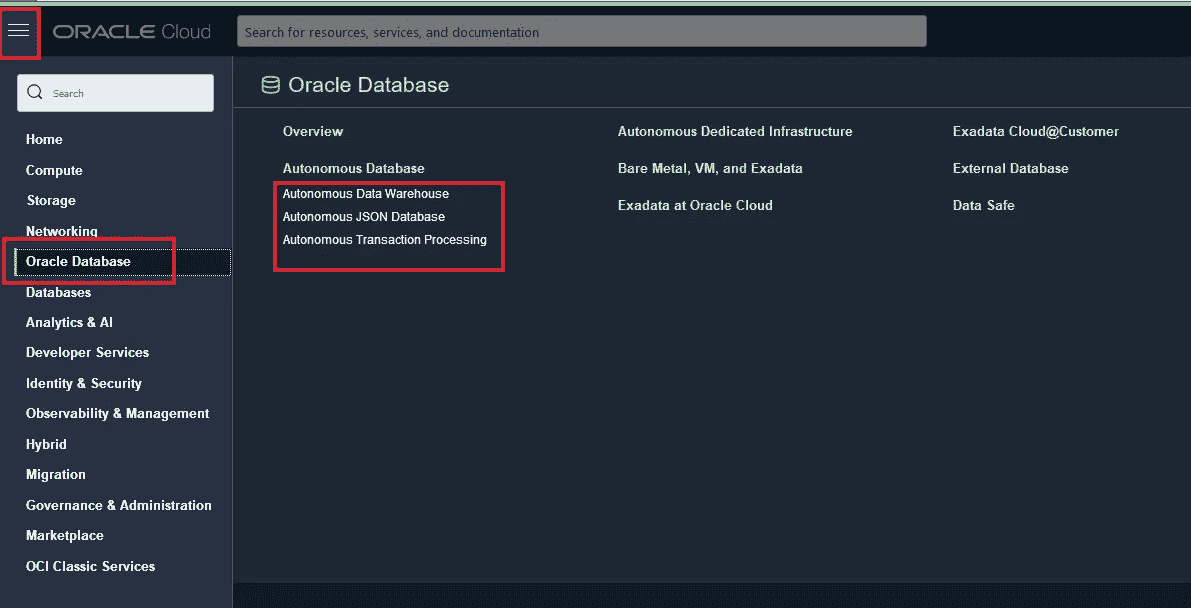 ORACLE Cloud
Search for resources, services, and documentation
Search
Home
Compute
Storage
Networking
Oracle Database
Databases
Analytics & AI
Developer Services
Identity & Security
Observability & Management
Hybrid
Migration
Governance & Administration
Marketplace
OCI Classic Services
Oracle Database
Overview
Autonomous Database
Autonomous Data Warehouse
Autonomous JSON Database
Autonomous Transaction Processing
Autonomous Dedicated Infrastructure
Bare Metal, VM, and Exadata
Exadata at Oracle Cloud
Exadata Cloud@Customer
External Database
Data Safe